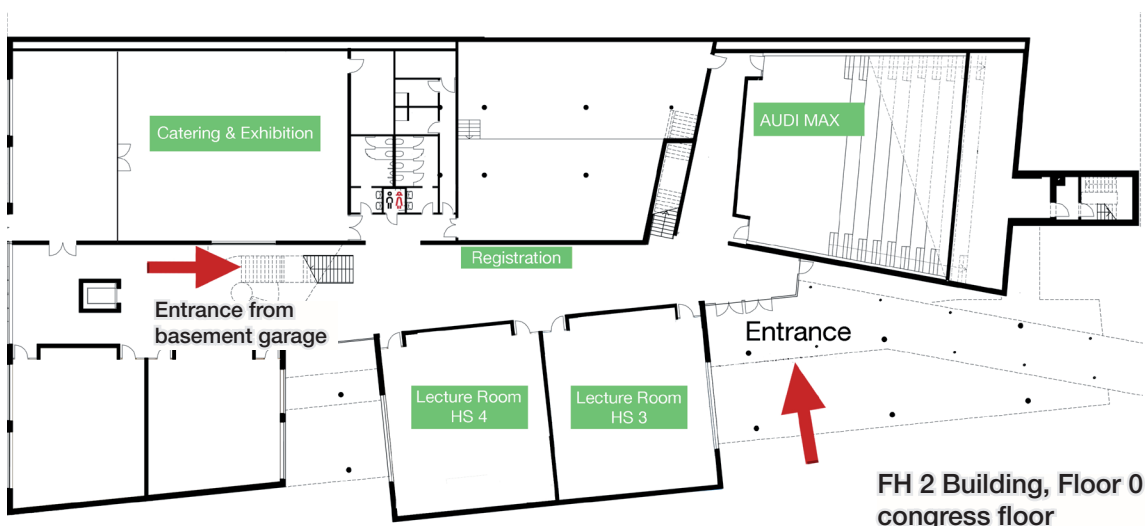 Catering & Exhibition
AUDI MAX
Registration
Entrance from
basement garage
Entrance
Lecture Room
HS 4
Lecture Room
HS 3
FH 2 Building, Floor 0
congress floor